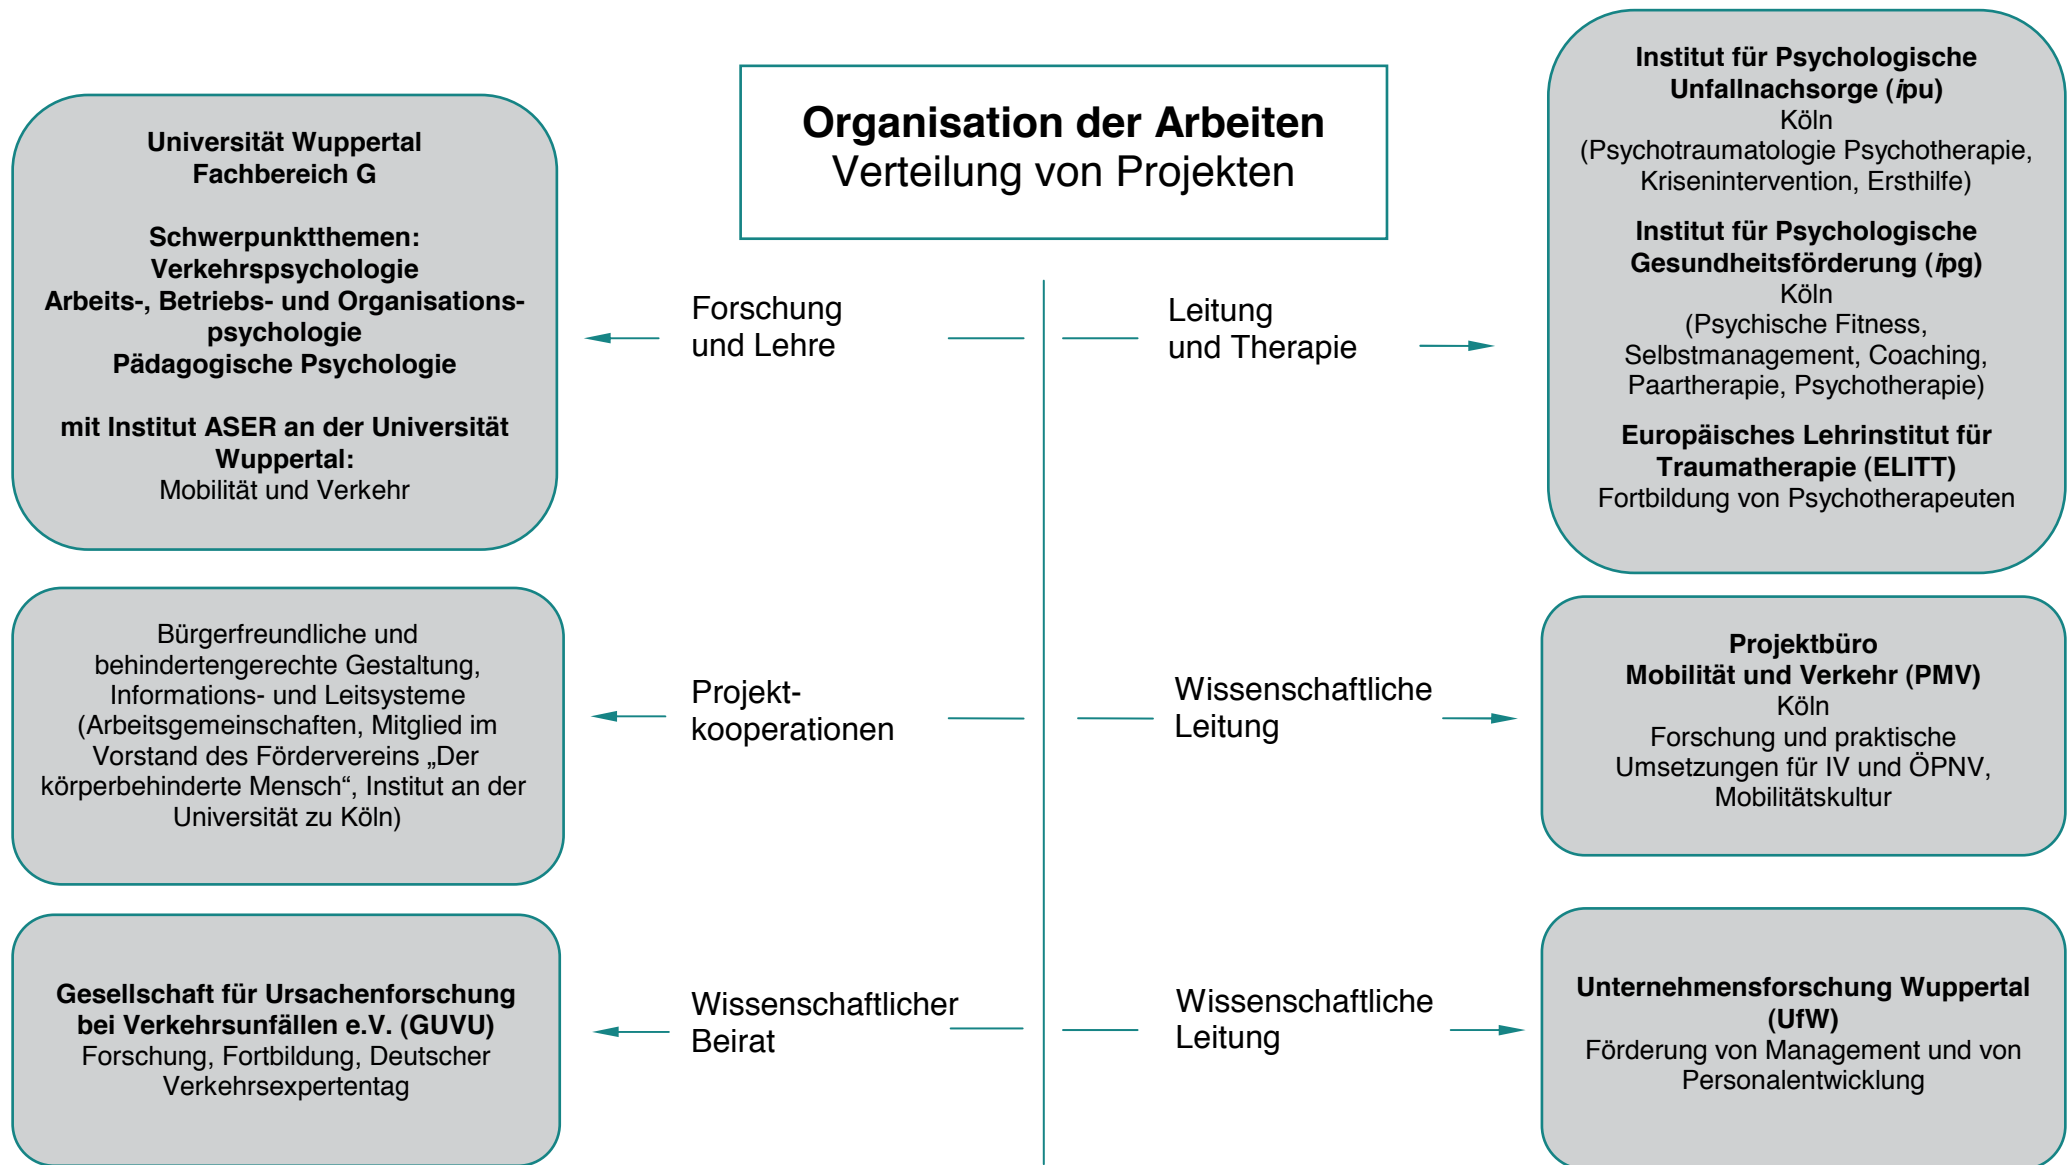 Organisation der Arbeiten
Verteilung von Projekten
Universität Wuppertal
Fachbereich G
Schwerpunktthemen:
Verkehrspsychologie
Arbeits-, Betriebs- und Organisations-
psychologie
Pädagogische Psychologie
mit Institut ASER an der Universität
Wuppertal:
Mobilität und Verkehr
Forschung
und Lehre
Leitung
und Therapie
Institut für Psychologische
Unfallnachsorge (ipu)
Köln
(Psychotraumatologie Psychotherapie,
Krisenintervention, Ersthilfe)
Institut für Psychologische
Gesundheitsförderung (ipg)
Köln
(Psychische Fitness,
Selbstmanagement, Coaching,
Paartherapie, Psychotherapie)
Europäisches Lehrinstitut für
Traumatherapie (ELITT)
Fortbildung von Psychotherapeuten
Bürgerfreundliche und
behindertengerechte Gestaltung,
Informations- und Leitsysteme
(Arbeitsgemeinschaften, Mitglied im
Vorstand des Fördervereins „Der
körperbehinderte Mensch“, Institut an der
Universität zu Köln)
Projekt-
kooperationen
Wissenschaftliche
Leitung
Projektbüro
Mobilität und Verkehr (PMV)
Köln
Forschung und praktische
Umsetzungen für IV und ÖPNV,
Mobilitätskultur
Gesellschaft für Ursachenforschung
bei Verkehrsunfällen e.V. (GUVU)
Forschung, Fortbildung, Deutscher
Verkehrsexpertentag
Wissenschaftlicher
Beirat
Wissenschaftliche
Leitung
Unternehmensforschung Wuppertal
(UfW)
Förderung von Management und von
Personalentwicklung